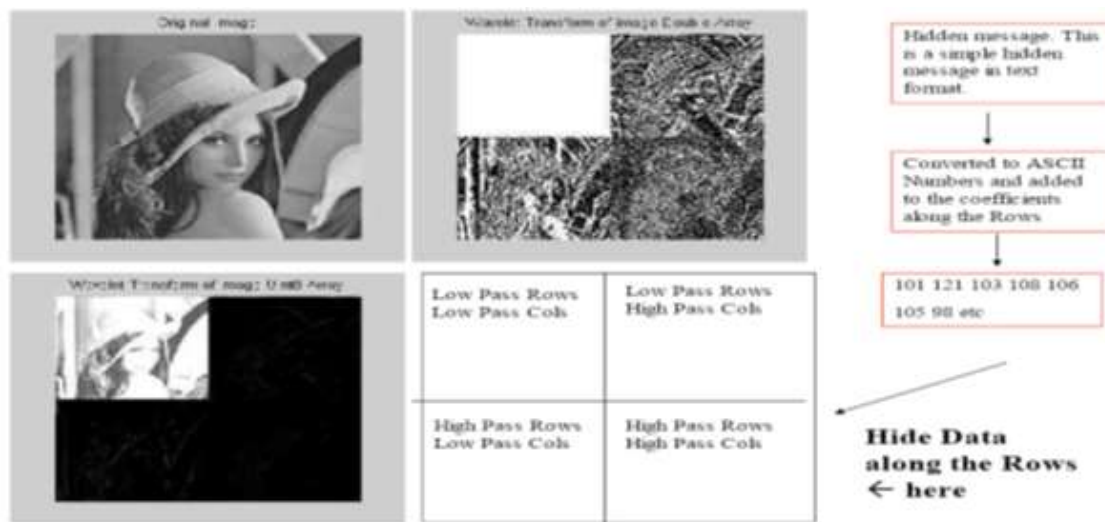 Original Image
Wavelet Transform of Image Double Array
Hidden message. This
is a simple hidden
message in text
format.
Converted to ASCII
Numbers and added
to the coefficients
along the Rows
101 121 103 108 106
105 98 etc
Wavelet Transform of Image Uint8 Array
Low Pass Rows
Low Pass Cols
Low Pass Rows
High Pass Cols
High Pass Rows
Low Pass Cols
High Pass Rows
High Pass Cols
Hide Data
along the Rows
← here